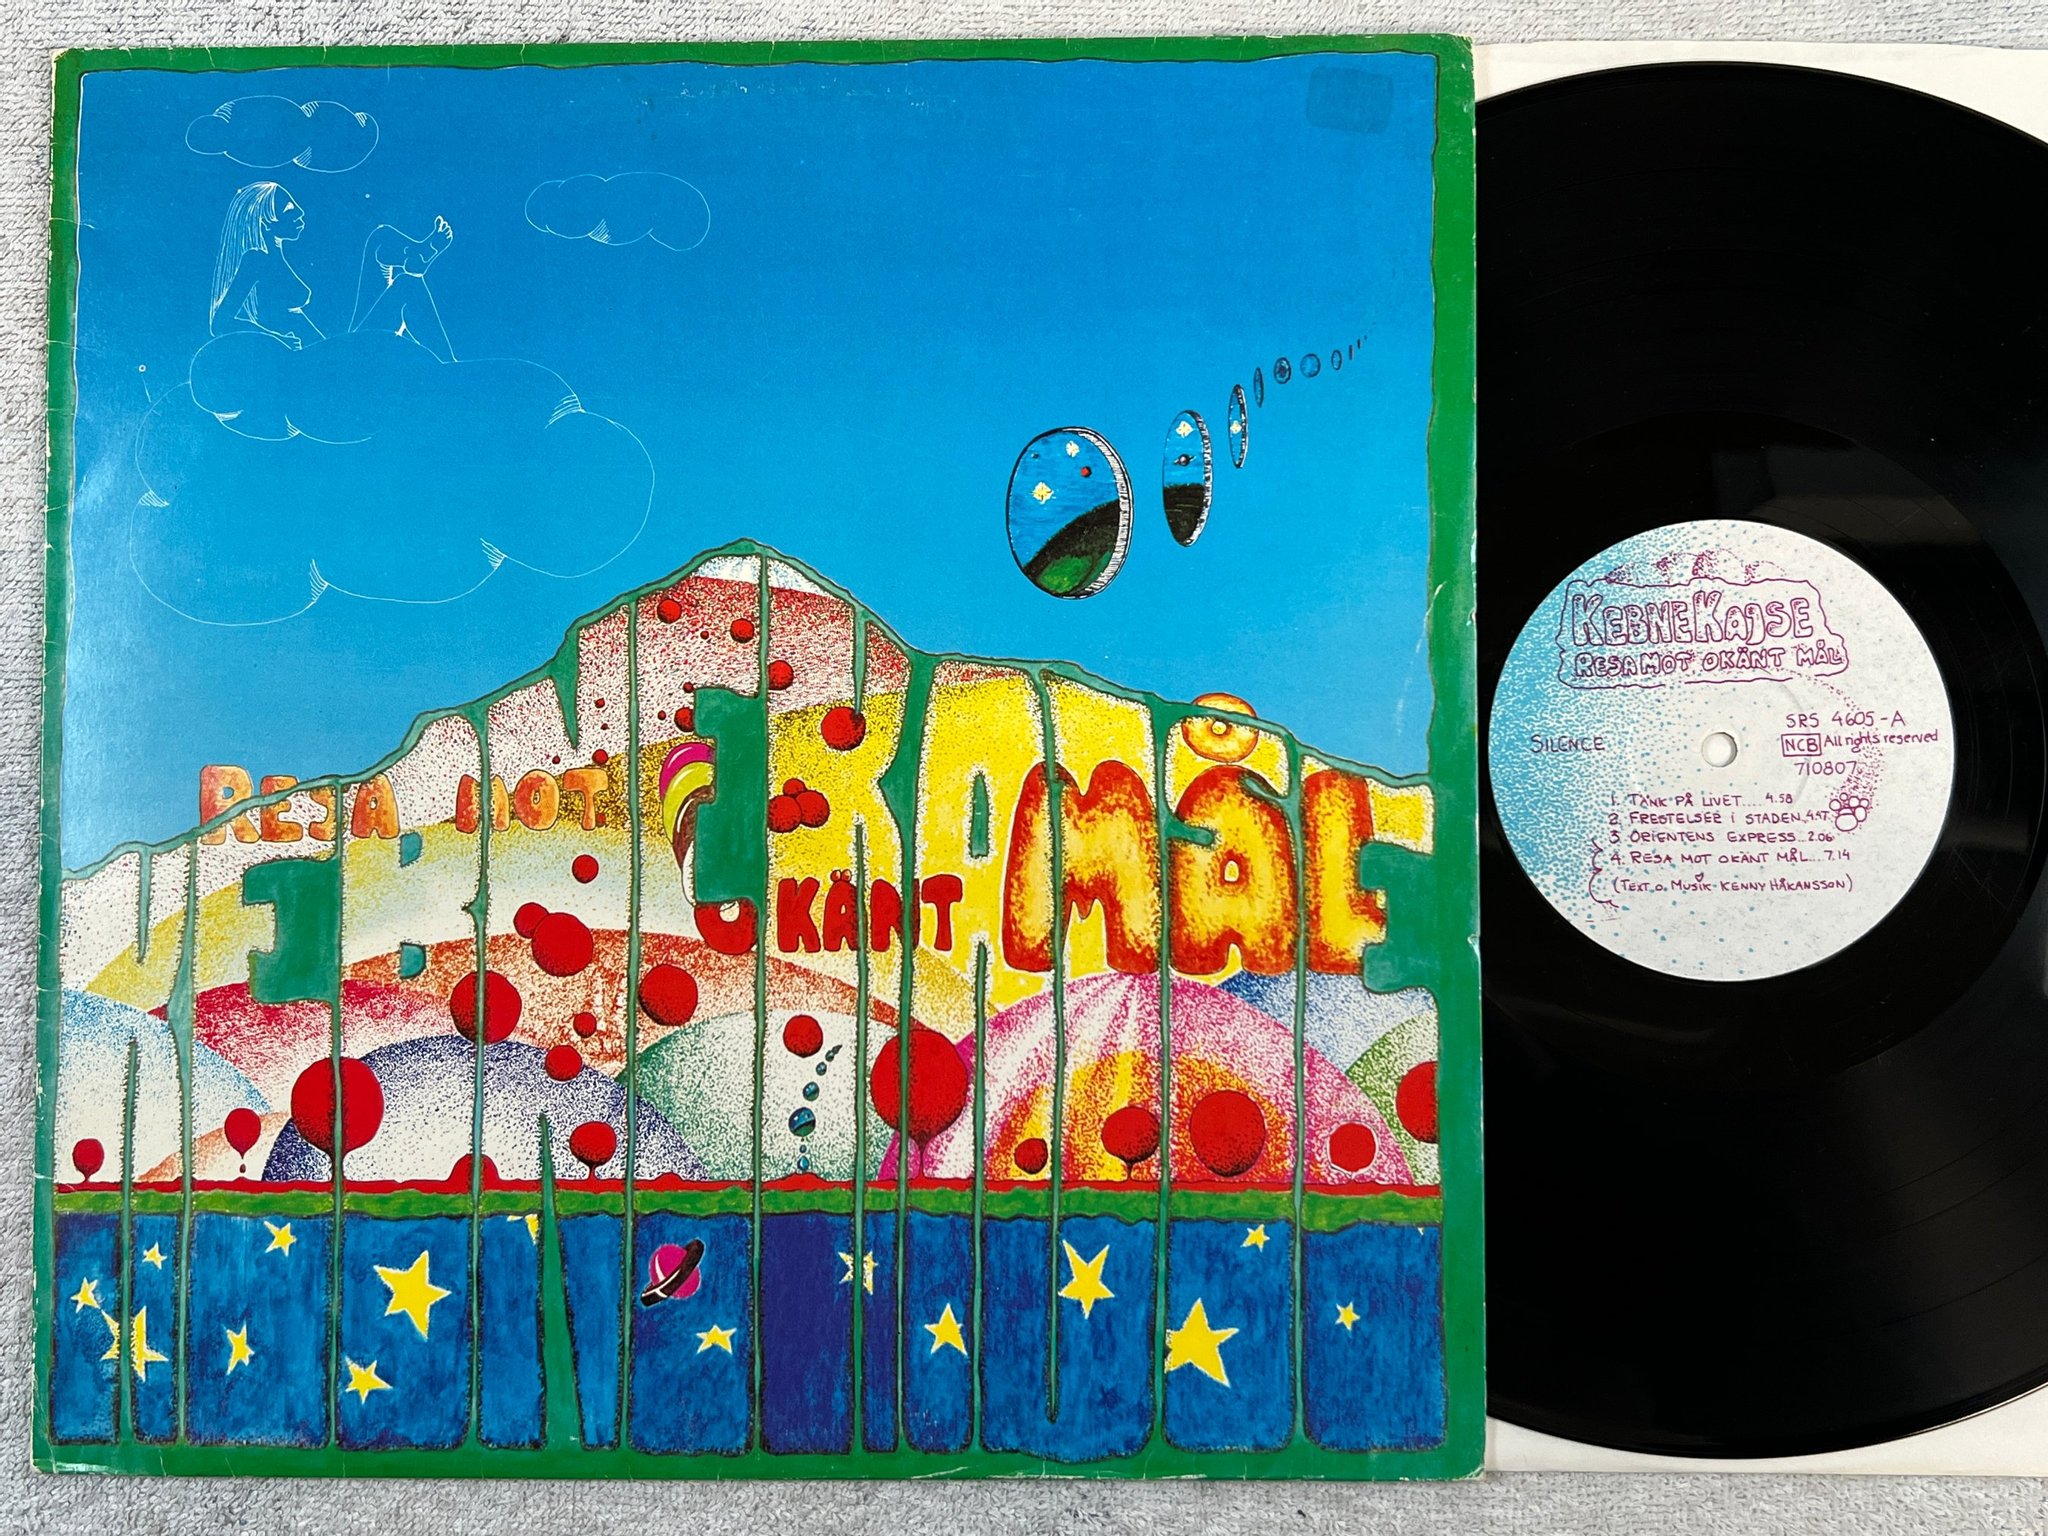 RESA MOT
OKÄNT MÅL
KEBNEKAJSE
KEBNEKAJSE
RESA MOT OKÄNT MÅL
SILENCE
SRS 4605-A
NCB All rights reserved
710807
1. TÄNK PÅ LIVET.... 4.58
2. FRESTELSER I STADEN. 4.47.
3. ORIENTENS EXPRESS...2.06
4. RESA MOT OKÄNT MÅL...7.14
(TEXT O. MUSIK- KENNY HÅKANSSON)